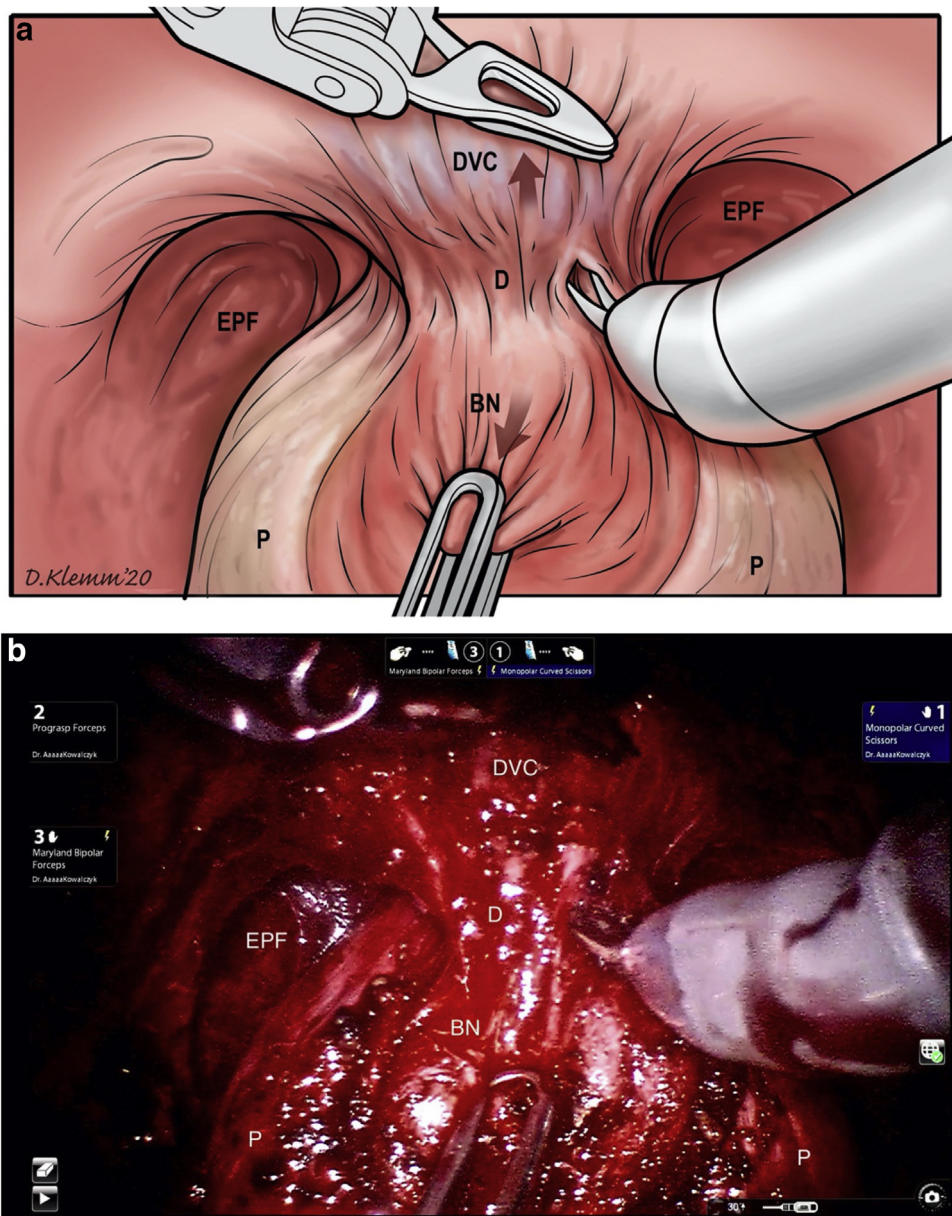 a
DVC
EPF
D
EPF
BN
P
P
D.Klemm'20
b
3 1
Maryland Bipolar Forceps
Monopolar Curved Scissors
2
Prograsp Forceps
Dr. AaaaaKowalczyk
1
Monopolar Curved
Scissors
Dr. AaaaaKowalczyk
DVC
3
Maryland Bipolar
Forceps
Dr. AaaaaKowalczyk
D
EPF
BN
P
P
30°